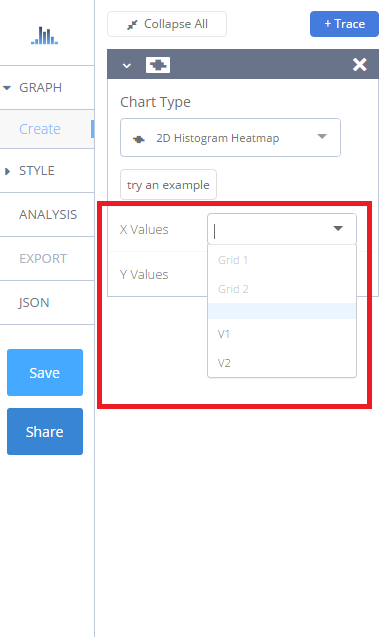 Collapse All
+ Trace
GRAPH
Create
STYLE
ANALYSIS
EXPORT
JSON
Save
Share
Chart Type
2D Histogram Heatmap
try an example
X Values
Grid 1
Grid 2
V1
V2
Y Values